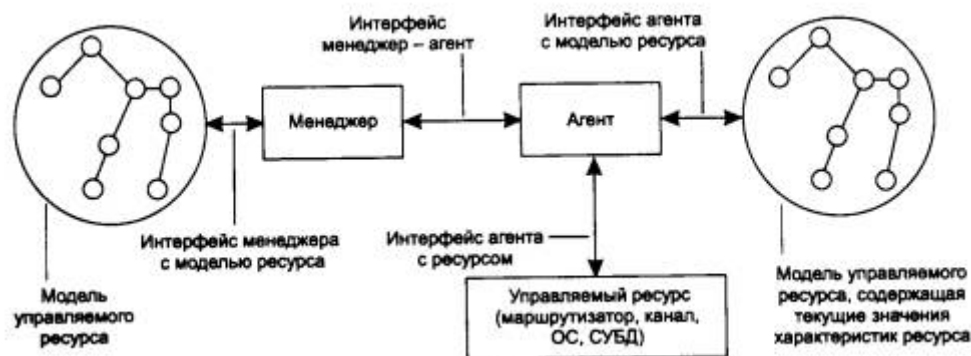 Интерфейс
менеджер – агент
Интерфейс агента
с моделью ресурса
Менеджер
Агент
Интерфейс менеджера
с моделью ресурса
Интерфейс агента
с ресурсом
Модель
управляемого
ресурса
Управляемый ресурс
(маршрутизатор, канал,
ОС, СУБД)
Модель управляемого
ресурса, содержащая
текущие значения
характеристик ресурса